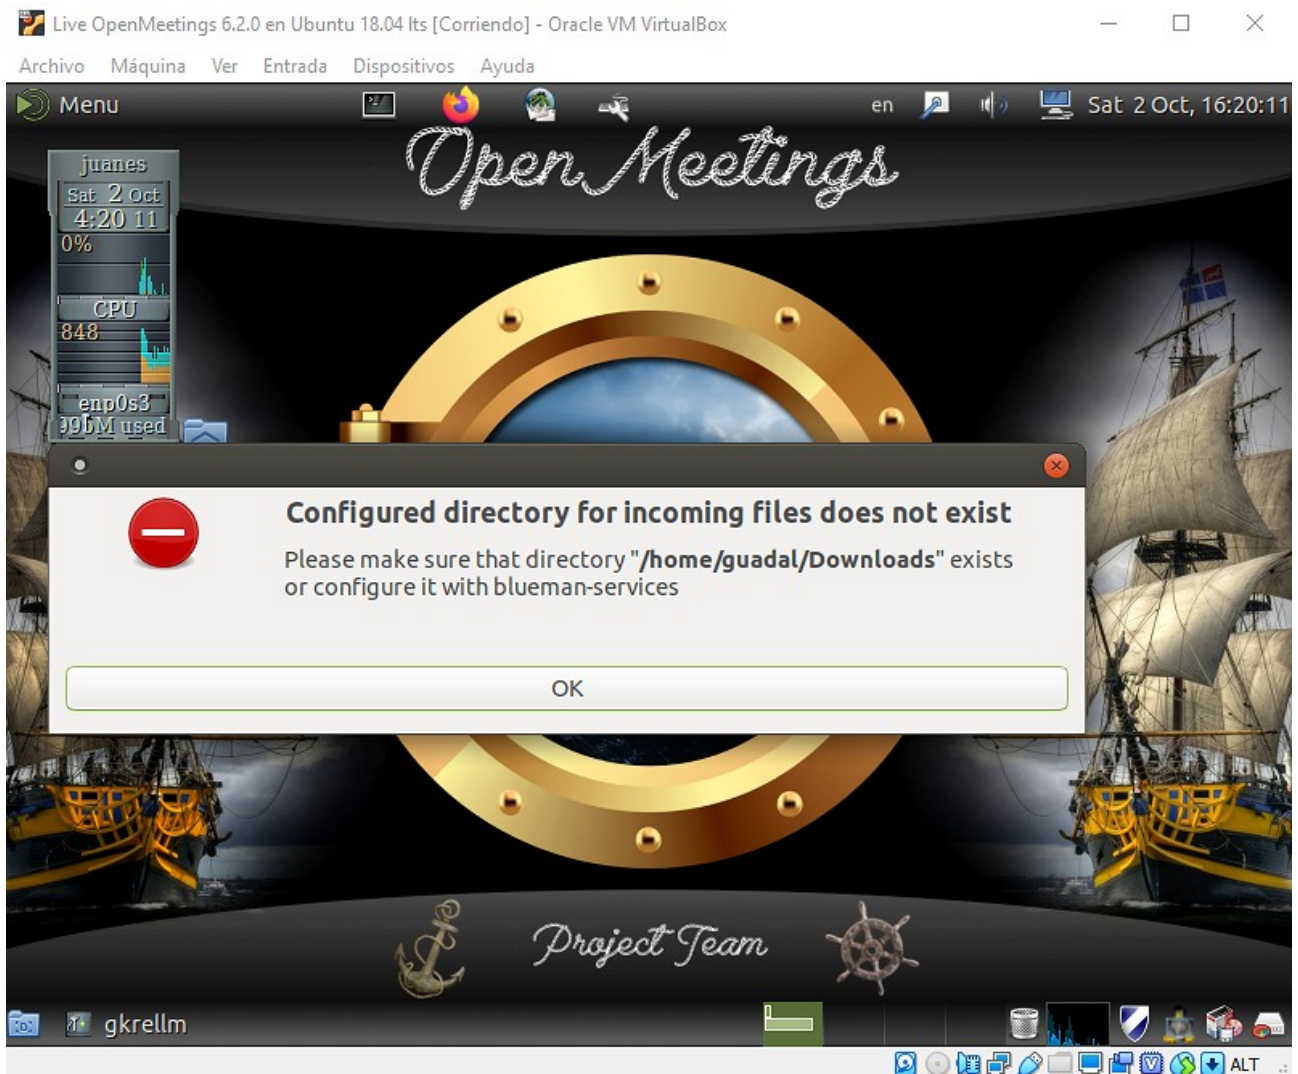 Live OpenMeetings 6.2.0 en Ubuntu 18.04 lts [Corriendo] - Oracle VM VirtualBox
Archivo Máquina Ver Entrada Dispositivos Ayuda
Menu en Sat 2 Oct, 16:20:11
Open Meetings
juanes
Sat 2 Oct
4:20 11
0%
CPU
848
enp0s3
M used
Configured directory for incoming files does not exist
Please make sure that directory "/home/guadal/Downloads" exists
or configure it with blueman-services
OK
Project Team
gkrellm
ALT